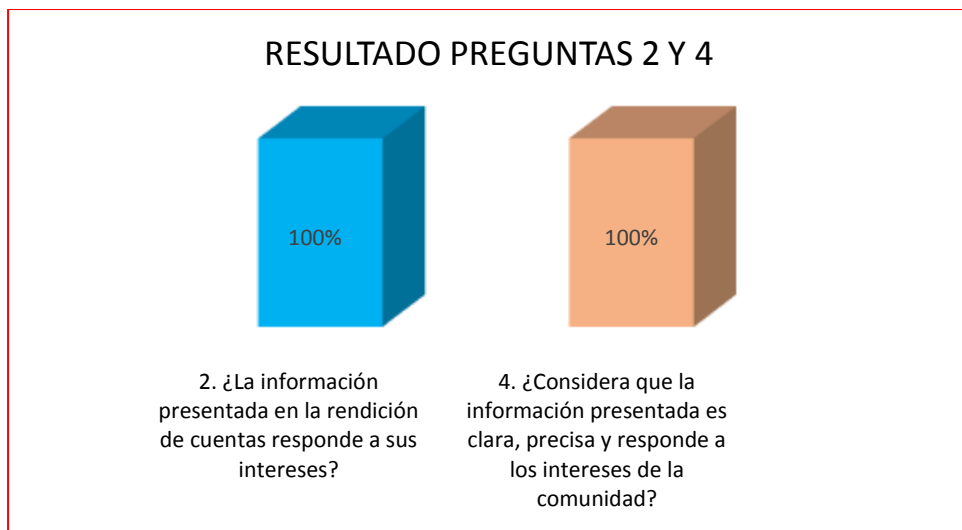 RESULTADO PREGUNTAS 2 Y 4
100%
100%
2. ¿La información
presentada en la rendición
de cuentas responde a sus
intereses?
4. ¿Considera que la
información presentada es
clara, precisa y responde a
los intereses de la
comunidad?